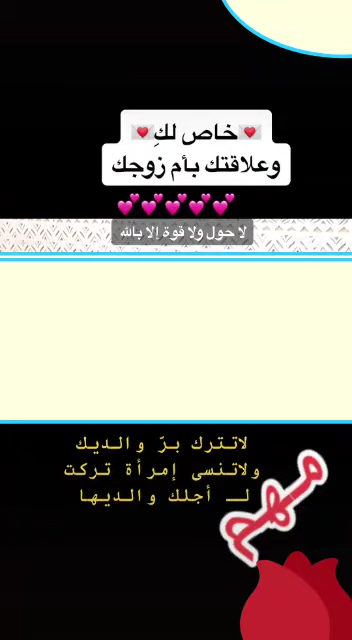 💌خاص لكِ💌
وعلاقتك بأم زوجك
💕💕💕💕💕
لا حول ولا قوة إلا بالله
لاتترك برّ والديك
ولاتنسى إمرأة تركت
لـ أجلك والديها
مهم